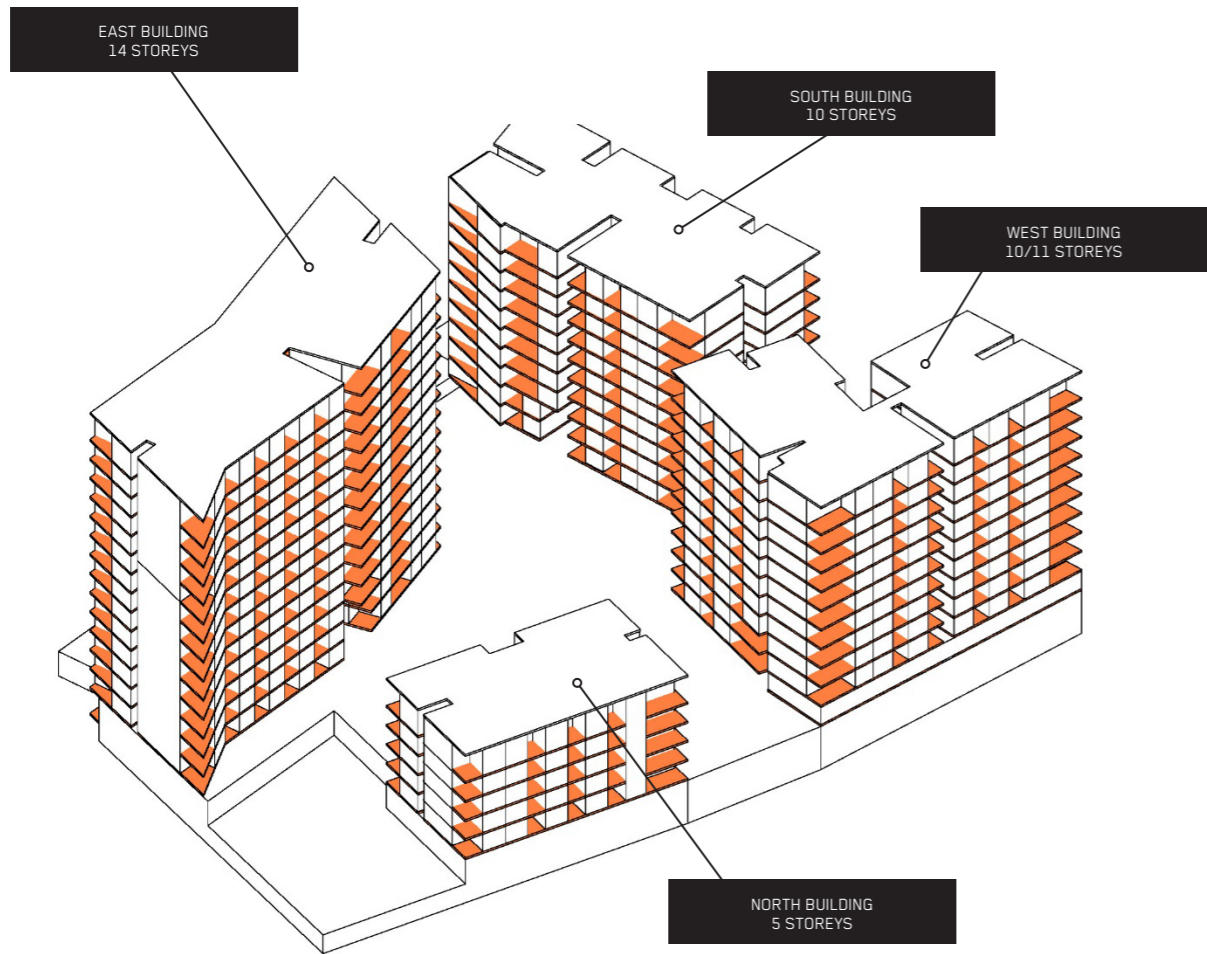 EAST BUILDING
14 STOREYS
SOUTH BUILDING
10 STOREYS
WEST BUILDING
10/11 STOREYS
NORTH BUILDING
5 STOREYS